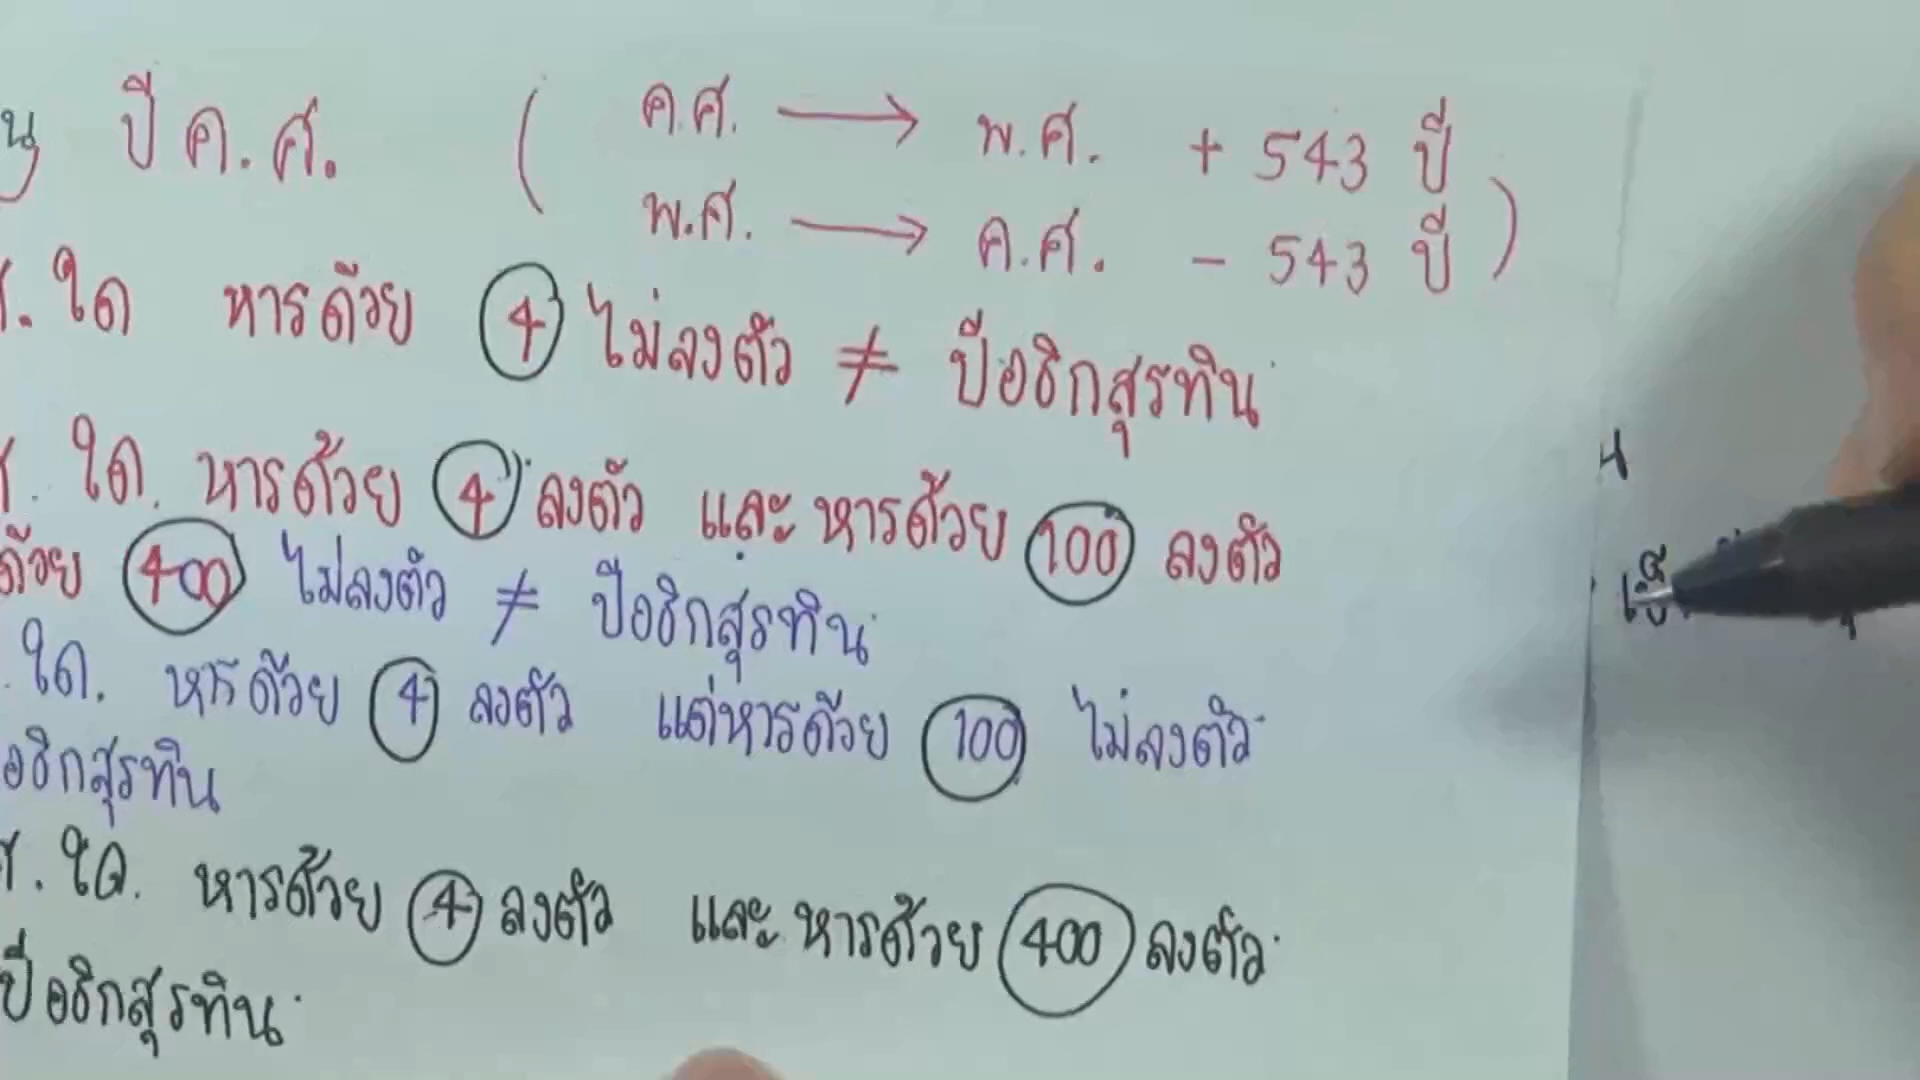 ปี ค.ศ. ( ค.ศ. → พ.ศ. + 543 ปี
พ.ศ. → ค.ศ. - 543 ปี )
ศ. ใด หารด้วย 4 ไม่ลงตัว ≠ ปีอธิกสุรทิน
ศ. ใด. หารด้วย 4 ลงตัว และ หารด้วย 100 ลงตัว
ด้วย 400 ไม่ลงตัว ≠ ปีอธิกสุรทิน
. ใด. หารด้วย 4 ลงตัว แต่หารด้วย 100 ไม่ลงตัว
อธิกสุรทิน
ศ. ใด. หารด้วย 4 ลงตัว และ หารด้วย 400 ลงตัว
ปีอธิกสุรทิน